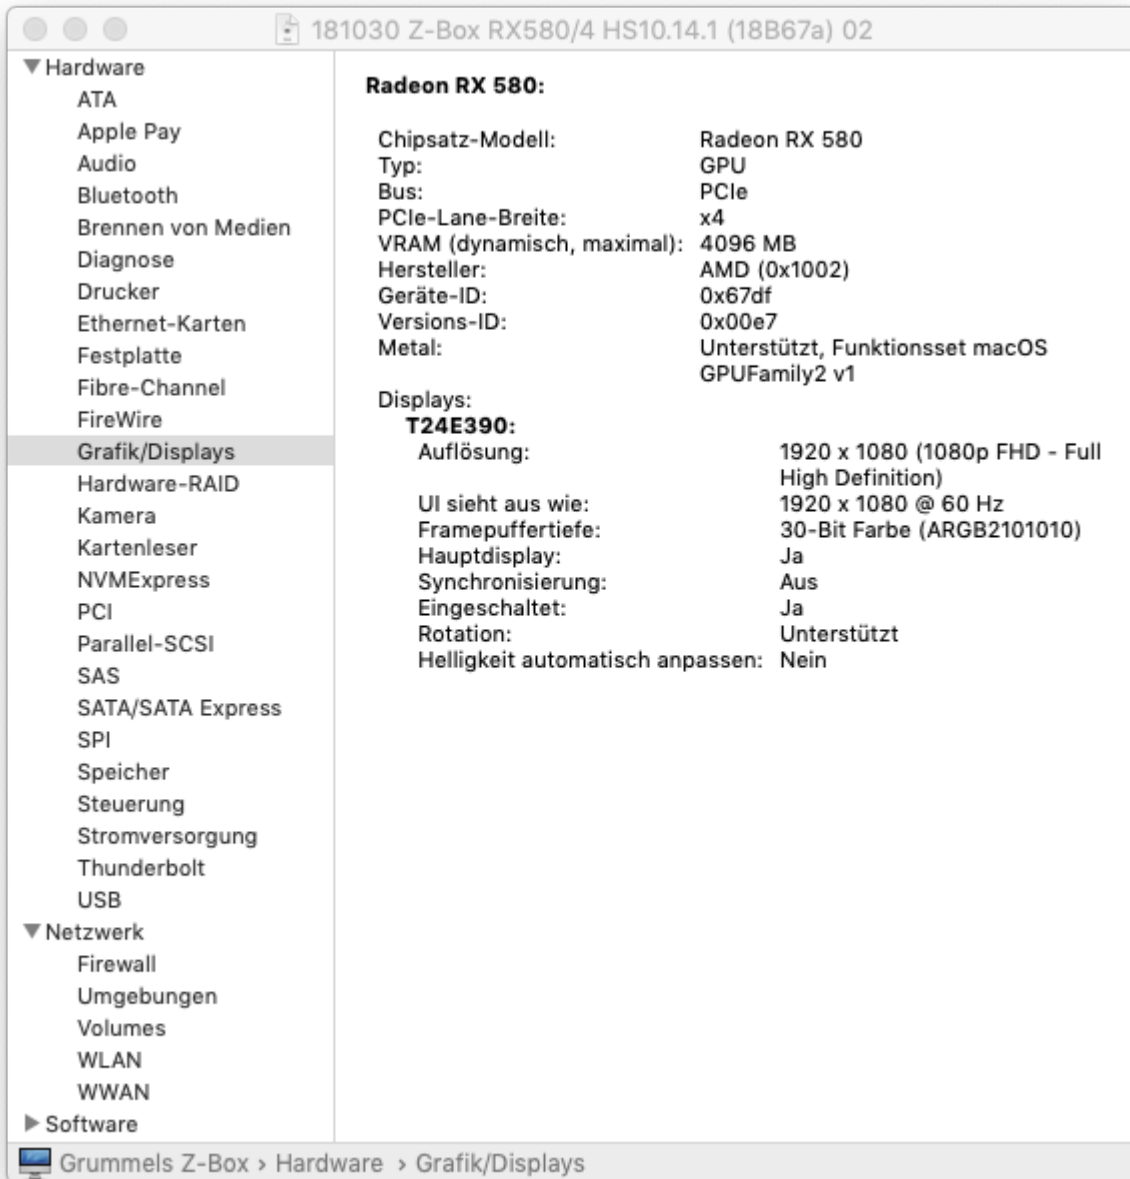 181030 Z-Box RX580/4 HS10.14.1 (18B67a) 02
Hardware
ATA
Apple Pay
Audio
Bluetooth
Brennen von Medien
Diagnose
Drucker
Ethernet-Karten
Festplatte
Fibre-Channel
FireWire
Grafik/Displays
Hardware-RAID
Kamera
Kartenleser
NVMExpress
PCI
Parallel-SCSI
SAS
SATA/SATA Express
SPI
Speicher
Steuerung
Stromversorgung
Thunderbolt
USB
Netzwerk
Firewall
Umgebungen
Volumes
WLAN
WWAN
Software
Radeon RX 580:
Chipsatz-Modell: Radeon RX 580
Typ: GPU
Bus: PCIe
PCIe-Lane-Breite: x4
VRAM (dynamisch, maximal): 4096 MB
Hersteller: AMD (0x1002)
Geräte-ID: 0x67df
Versions-ID: 0x00e7
Metal: Unterstützt, Funktionsset macOS
GPUFamily2 v1
Displays:
T24E390:
Auflösung: 1920 x 1080 (1080p FHD - Full
High Definition)
UI sieht aus wie: 1920 x 1080 @ 60 Hz
Framepuffertiefe: 30-Bit Farbe (ARGB2101010)
Hauptdisplay: Ja
Synchronisierung: Aus
Eingeschaltet: Ja
Rotation: Unterstützt
Helligkeit automatisch anpassen: Nein
Grummels Z-Box › Hardware › Grafik/Displays